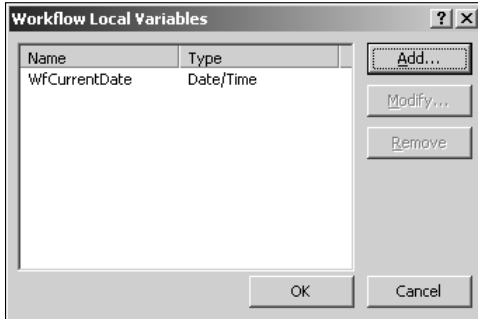 Workflow Local Variables
? ×
Name Type
WfCurrentDate Date/Time
Add...
Modify...
Remove
OK Cancel